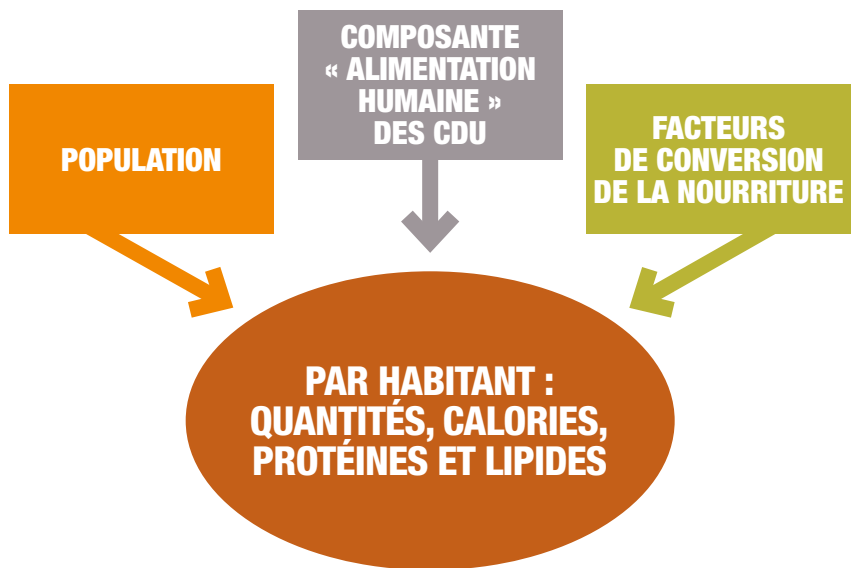 POPULATION
COMPOSANTE
« ALIMENTATION
HUMAINE »
DES CDU
FACTEURS
DE CONVERSION
DE LA NOURRITURE
PAR HABITANT :
QUANTITÉS, CALORIES,
PROTÉINES ET LIPIDES